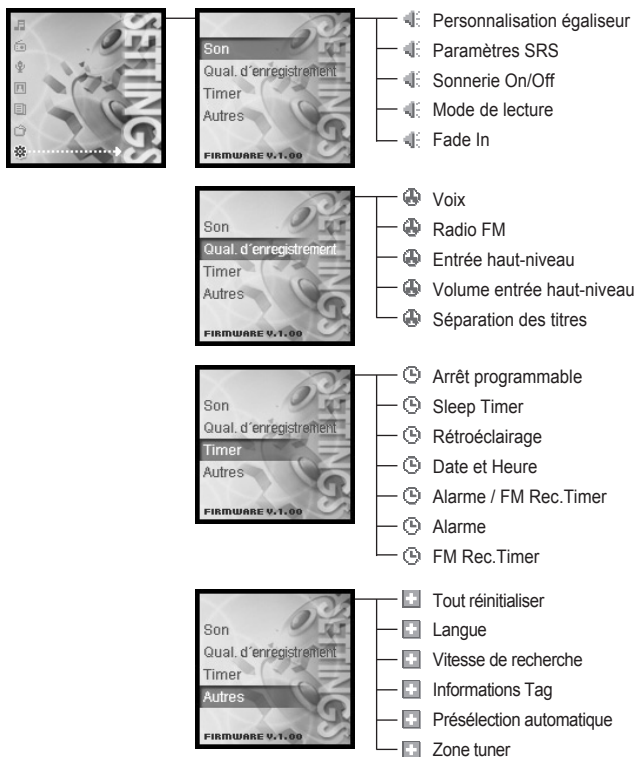 SETTINGS
SETTINGS
Son
Qual. d'enregistrement
Timer
Autres
FIRMWARE V.1.00
Personnalisation égaliseur
Paramètres SRS
Sonnerie On/Off
Mode de lecture
Fade In
SETTINGS
Son
Qual. d'enregistrement
Timer
Autres
FIRMWARE V.1.00
Voix
Radio FM
Entrée haut-niveau
Volume entrée haut-niveau
Séparation des titres
SETTINGS
Son
Qual. d'enregistrement
Timer
Autres
FIRMWARE V.1.00
Arrêt programmable
Sleep Timer
Rétroéclairage
Date et Heure
Alarme / FM Rec.Timer
Alarme
FM Rec.Timer
SETTINGS
Son
Qual. d'enregistrement
Timer
Autres
FIRMWARE V.1.00
Tout réinitialiser
Langue
Vitesse de recherche
Informations Tag
Présélection automatique
Zone tuner